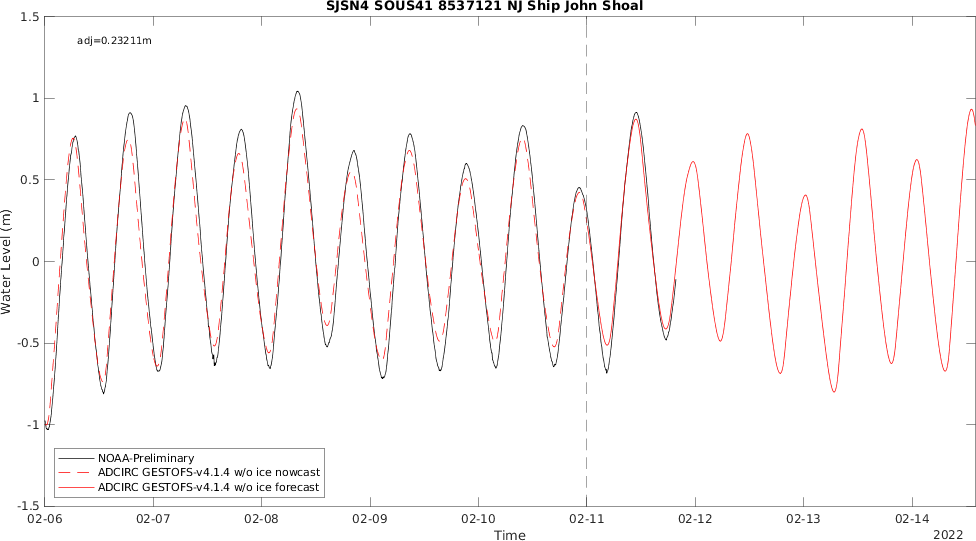 SJSN4 SOUS41 8537121 NJ Ship John Shoal
adj=0.23211m
1.5
1
0.5
0
-0.5
-1
-1.5
Water Level (m)
NOAA-Preliminary
ADCIRC GESTOFS-v4.1.4 w/o ice nowcast
ADCIRC GESTOFS-v4.1.4 w/o ice forecast
02-06 02-07 02-08 02-09 02-10 02-11 02-12 02-13 02-14
Time
2022